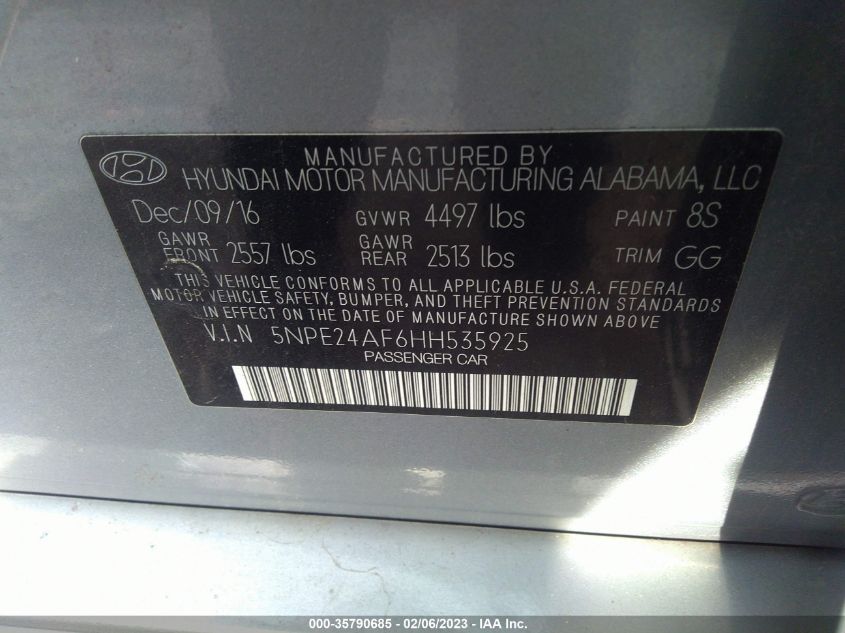 MANUFACTURED BY
HYUNDAI MOTOR MANUFACTURING ALABAMA, LLC
Dec/09/16 GVWR 4497 lbs PAINT 8S
GAWR FRONT 2557 lbs GAWR REAR 2513 lbs TRIM GG
THIS VEHICLE CONFORMS TO ALL APPLICABLE U.S.A. FEDERAL
MOTOR VEHICLE SAFETY, BUMPER, AND THEFT PREVENTION STANDARDS
IN EFFECT ON THE DATE OF MANUFACTURE SHOWN ABOVE
V.I.N 5NPE24AF6HH535925
PASSENGER CAR
000-35790685 - 02/06/2023 - IAA Inc.